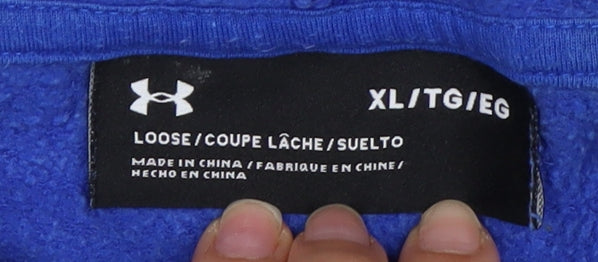 XL/TG/EG
LOOSE/COUPE LÂCHE/SUELTO
MADE IN CHINA/FABRIQUE EN CHINE/
HECHO EN CHINA